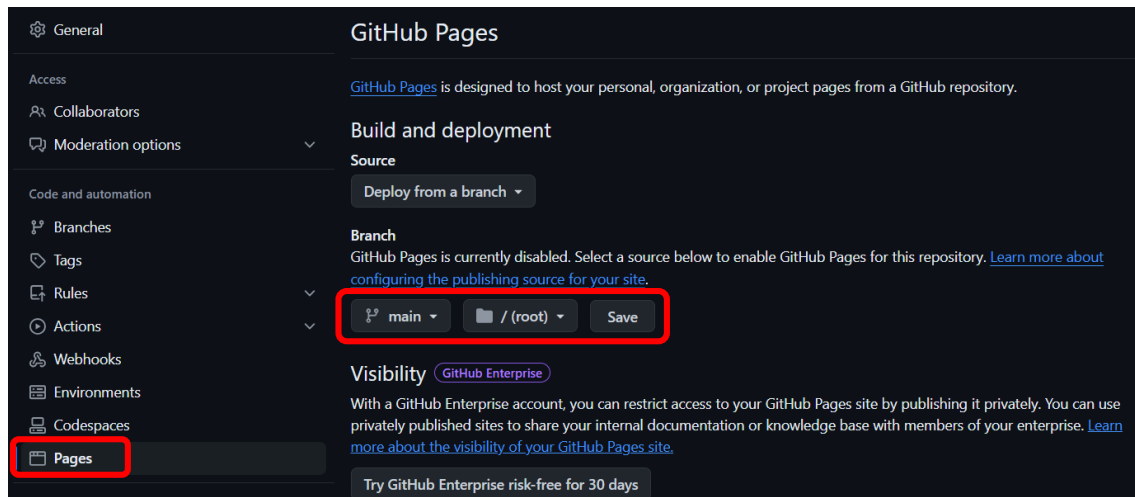 General
Access
Collaborators
Moderation options
Code and automation
Branches
Tags
Rules
Actions
Webhooks
Environments
Codespaces
Pages
GitHub Pages
GitHub Pages is designed to host your personal, organization, or project pages from a GitHub repository.
Build and deployment
Source
Deploy from a branch
Branch
GitHub Pages is currently disabled. Select a source below to enable GitHub Pages for this repository. Learn more about
configuring the publishing source for your site.
main / (root) Save
Visibility GitHub Enterprise
With a GitHub Enterprise account, you can restrict access to your GitHub Pages site by publishing it privately. You can use
privately published sites to share your internal documentation or knowledge base with members of your enterprise. Learn
more about the visibility of your GitHub Pages site.
Try GitHub Enterprise risk-free for 30 days